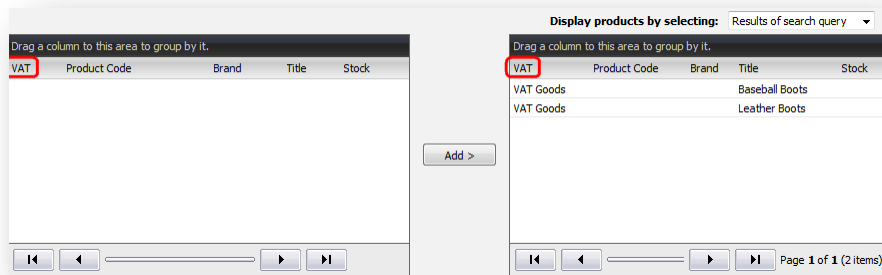 Display products by selecting: Results of search query
Drag a column to this area to group by it.
VAT Product Code Brand Title Stock
Add >
Drag a column to this area to group by it.
VAT Product Code Brand Title Stock
VAT Goods Baseball Boots
VAT Goods Leather Boots
Page 1 of 1 (2 items)